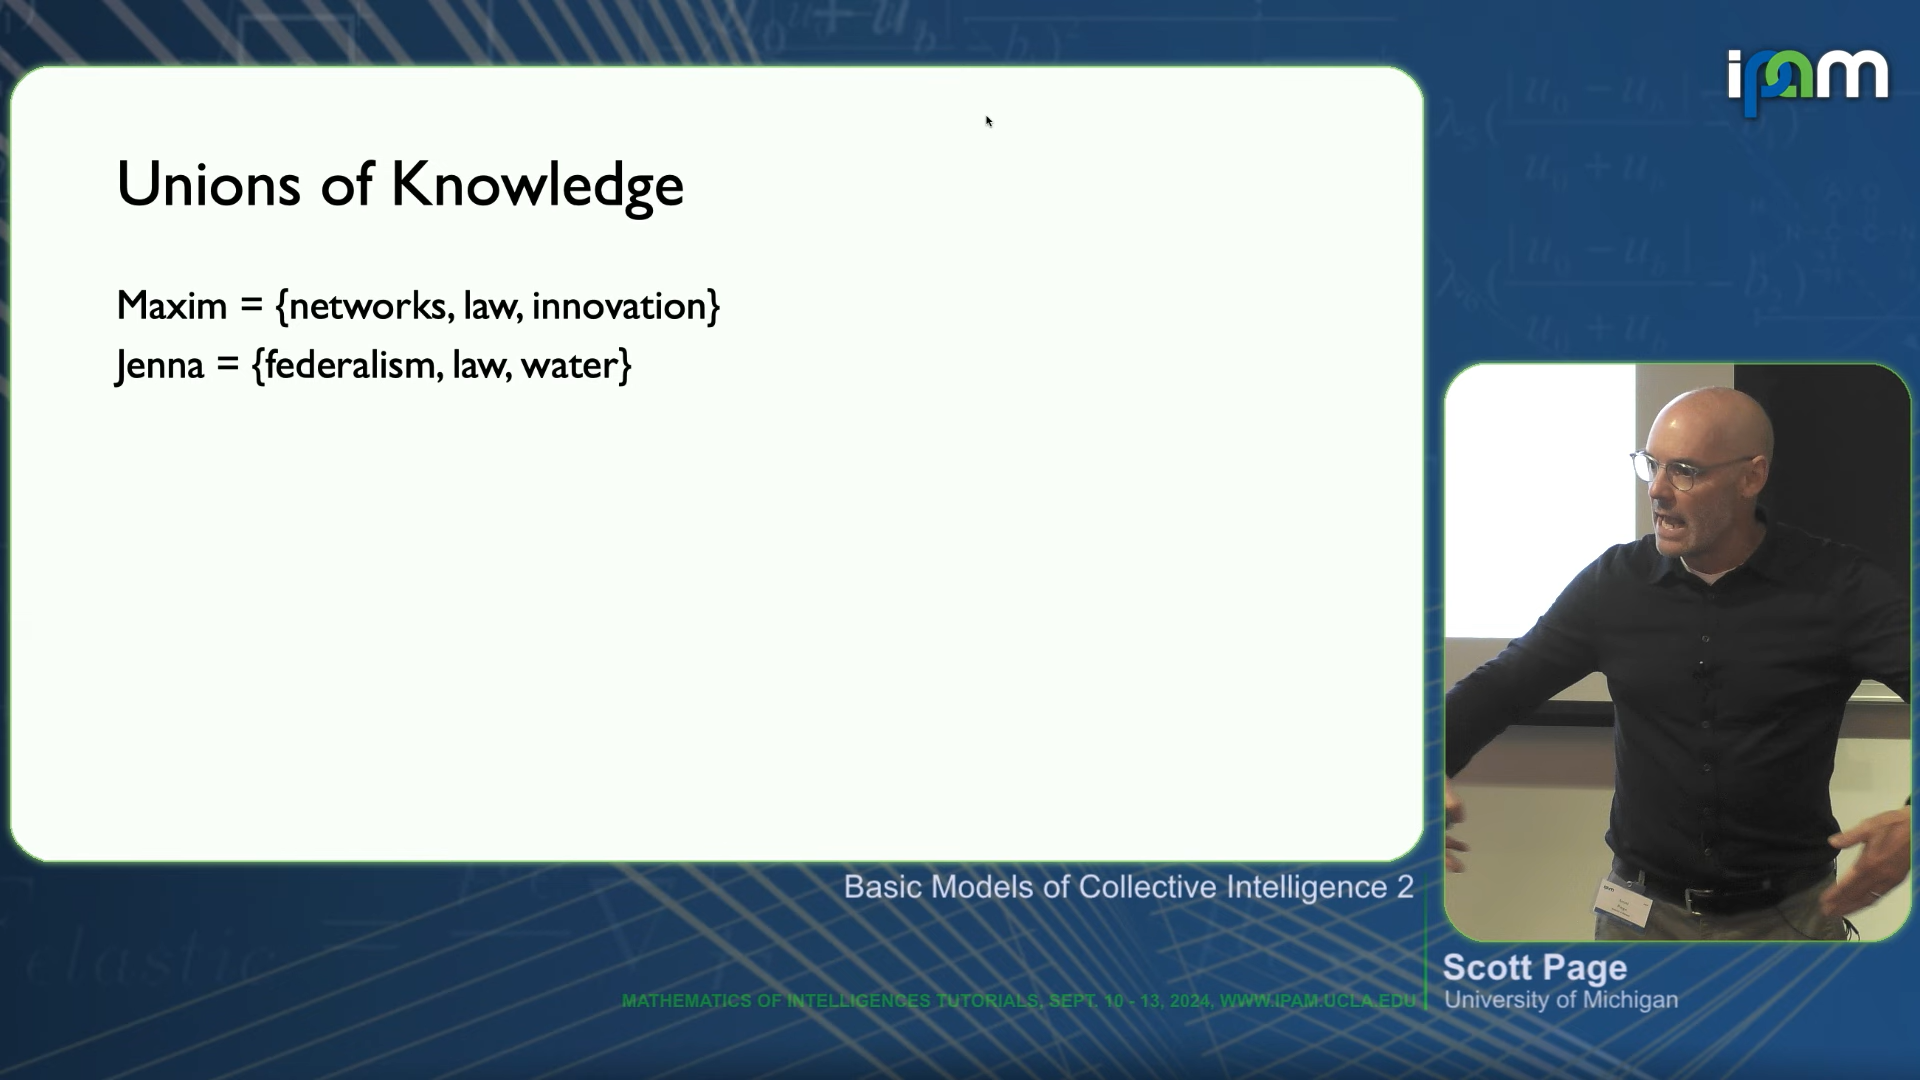 ipam
Unions of Knowledge
Maxim = {networks, law, innovation}
Jenna = {federalism, law, water}
Basic Models of Collective Intelligence 2
Scott Page
University of Michigan
MATHEMATICS OF INTELLIGENCES TUTORIALS, SEPT. 10 - 13, 2024, WWW.IPAM.UCLA.EDU
elastic